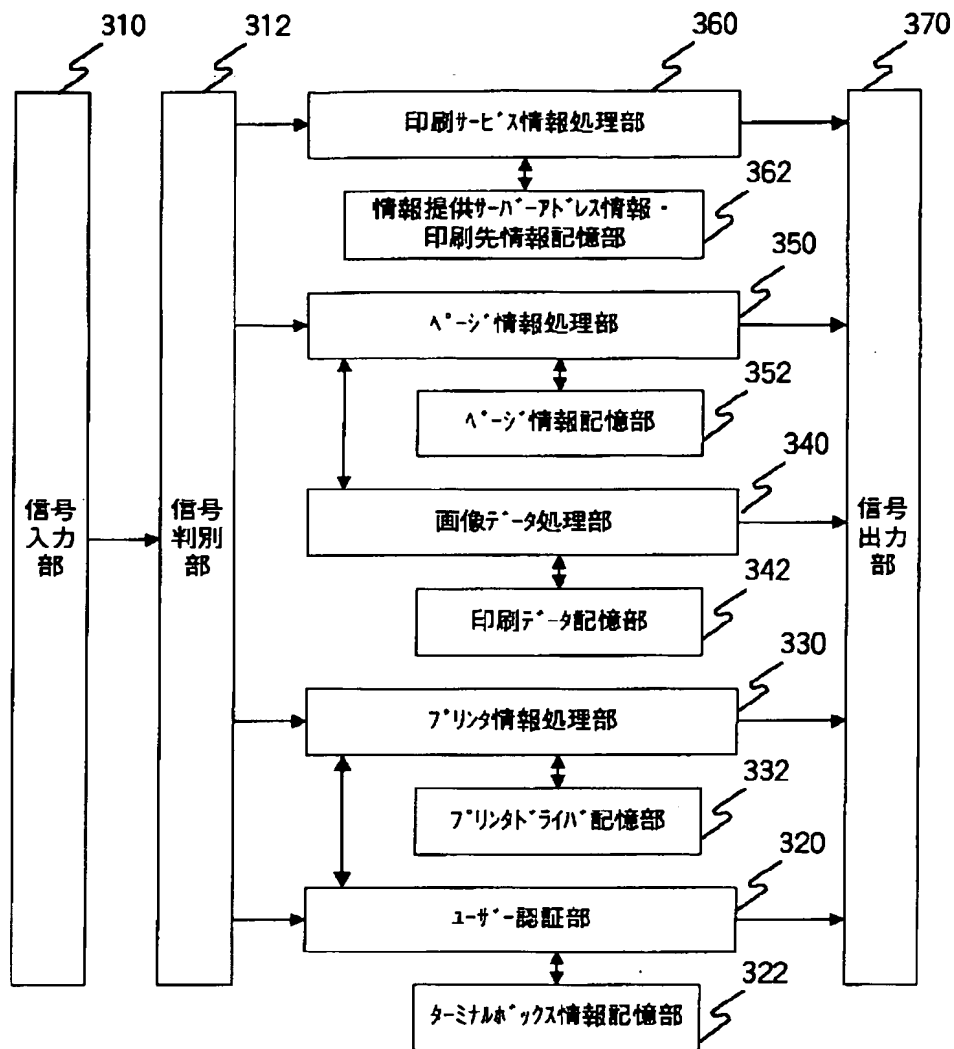 310
312
360
370
印刷ｻｰﾋﾞｽ情報処理部
362
情報提供ｻｰﾊﾞｰｱﾄﾞﾚｽ情報・
印刷先情報記憶部
350
ﾍﾟｰｼﾞ情報処理部
352
ﾍﾟｰｼﾞ情報記憶部
340
信号
入力
部
信号
判別
部
画像ﾃﾞｰﾀ処理部
信号
出力
部
342
印刷ﾃﾞｰﾀ記憶部
330
ﾌﾟﾘﾝﾀ情報処理部
332
ﾌﾟﾘﾝﾀﾄﾞﾗｲﾊﾞ記憶部
320
ﾕｰｻﾞｰ認証部
322
ﾀｰﾐﾅﾙﾎﾞｯｸｽ情報記憶部